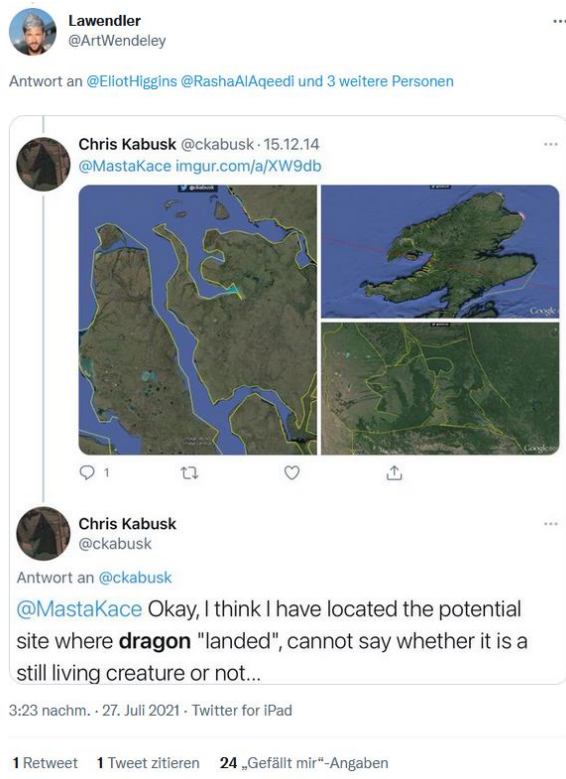 Lawendler
@ArtWendeley
Antwort an @EliotHiggins @RashaAlAqeedi und 3 weitere Personen
Chris Kabusk @ckabusk · 15.12.14
@MastaKace imgur.com/a/XW9db
@ckabusk
Google
Google
1
Chris Kabusk
@ckabusk
Antwort an @ckabusk
@MastaKace Okay, I think I have located the potential
site where dragon "landed", cannot say whether it is a
still living creature or not...
3:23 nachm. · 27. Juli 2021 · Twitter for iPad
1 Retweet 1 Tweet zitieren 24 „Gefällt mir“-Angaben